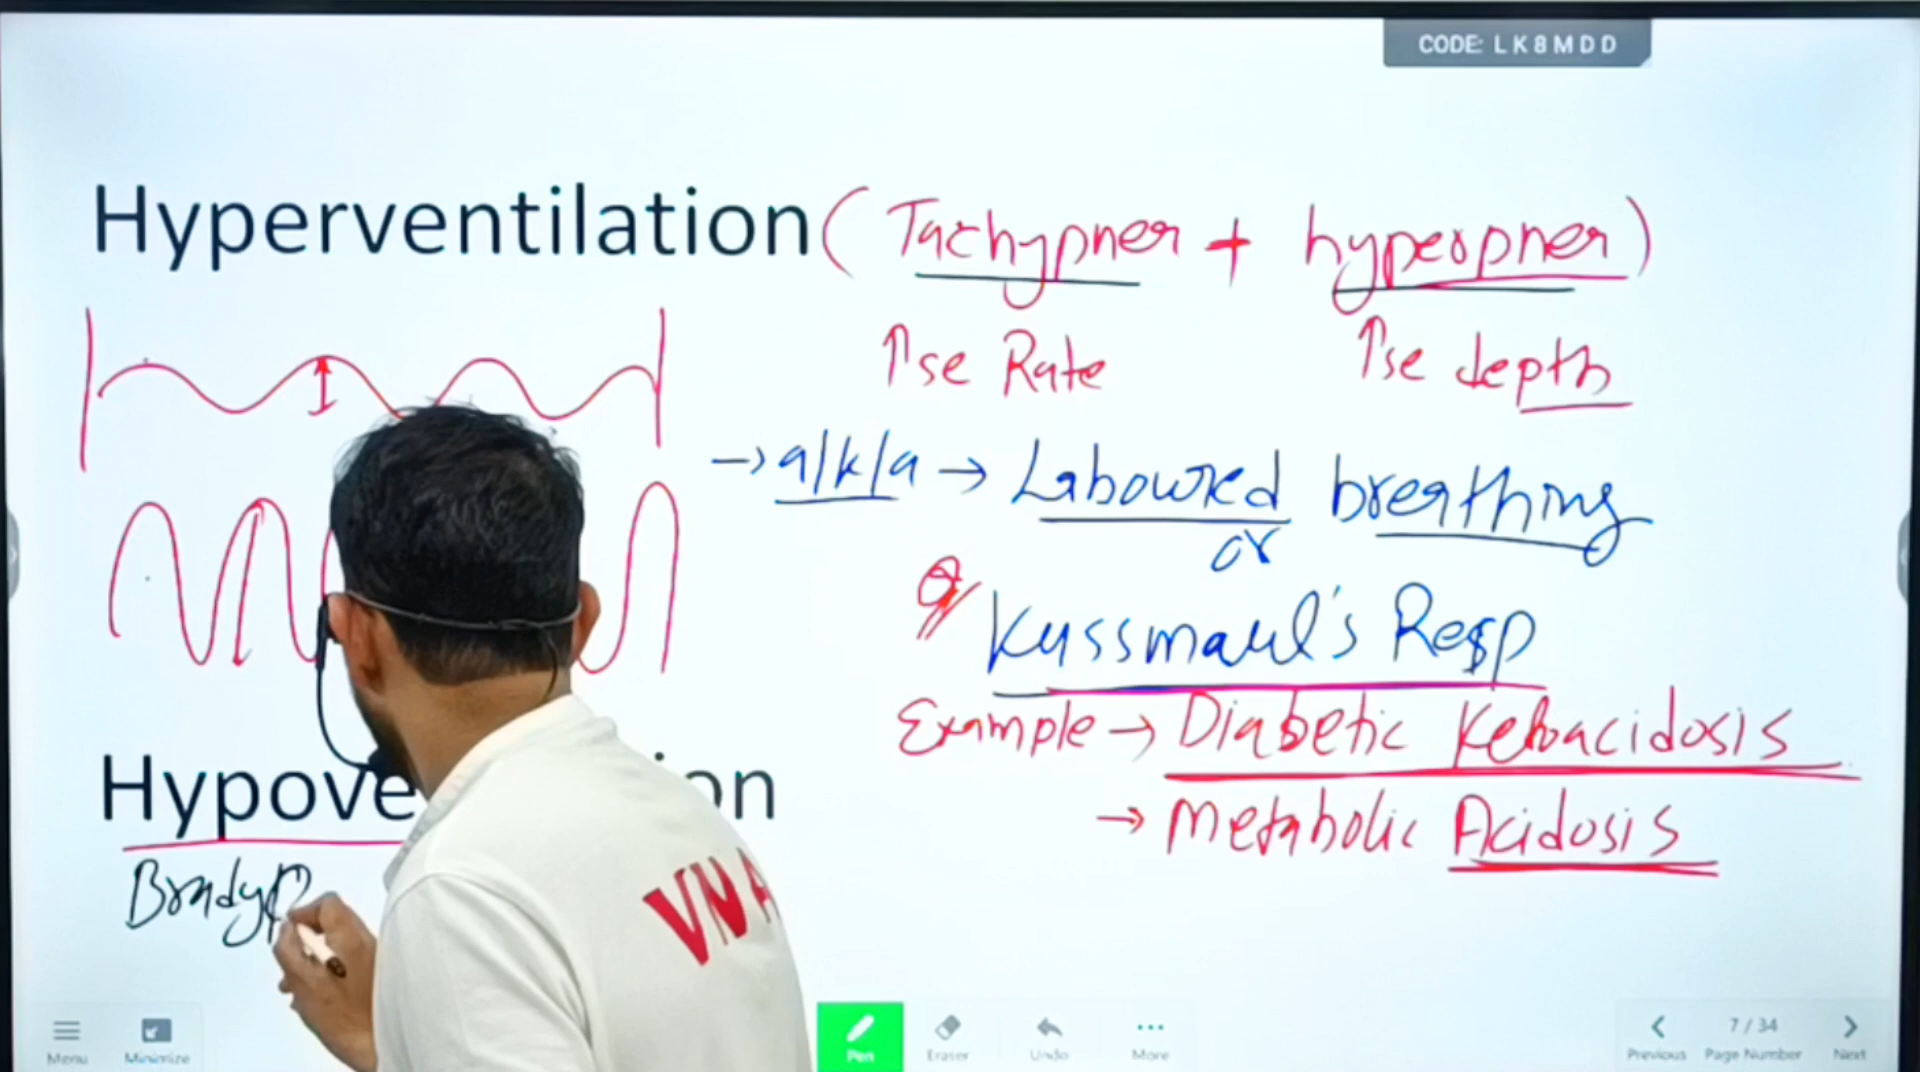 CODE: LK8MDD
Hyperventilation (Tachypnea + hyperpnea)
↑se Rate ↑se depth
→ a/k/a → Laboured breathing
or
Kussmaul's Resp
Example → Diabetic Ketoacidosis
→ Metabolic Acidosis
Hypove ion
Bradyp
VNA
Menu Minimize Pen Eraser Undo More Previous 7 / 34 Page Number Next